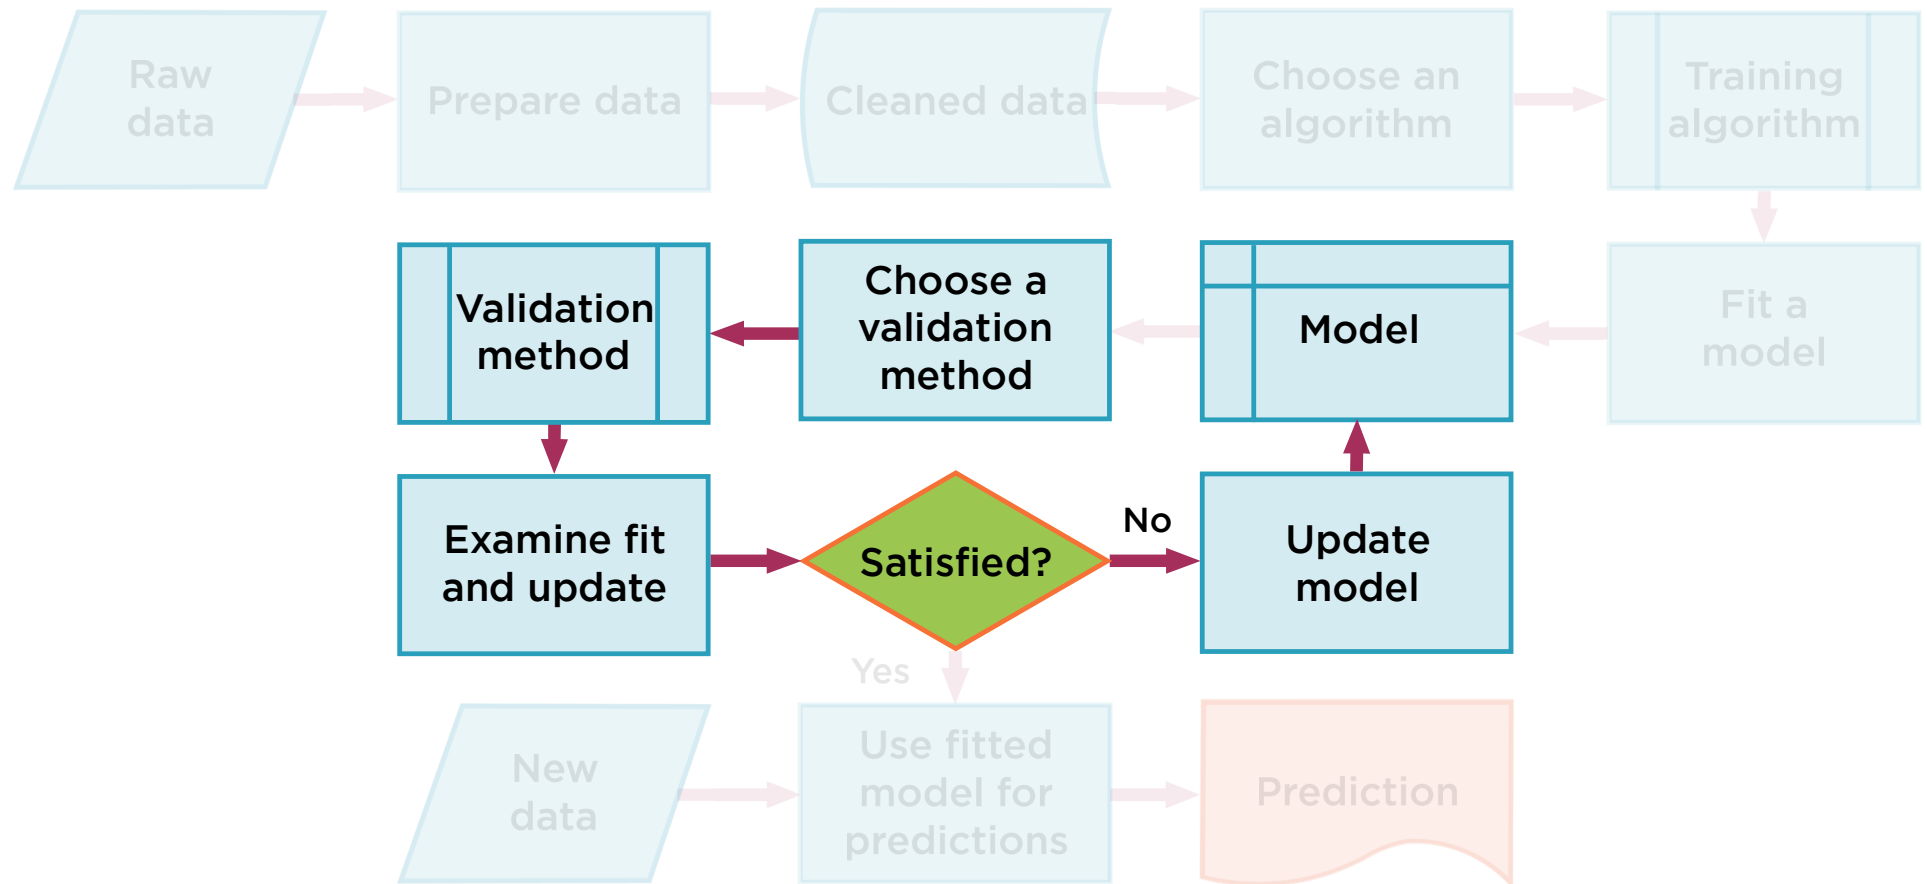 Raw
data
Prepare data
Cleaned data
Choose an
algorithm
Training
algorithm
Validation
method
Choose a
validation
method
Model
Fit a
model
Examine fit
and update
Satisfied?
No
Update
model
Yes
New
data
Use fitted
model for
predictions
Prediction